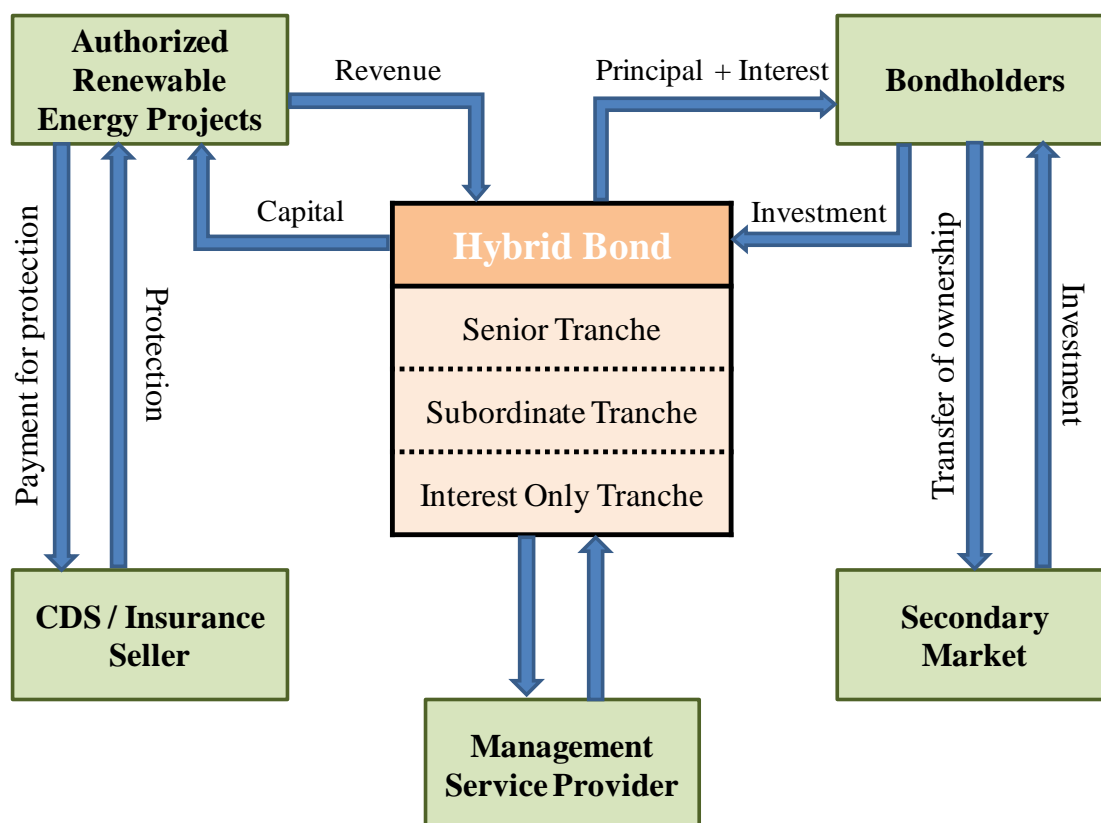 Authorized
Renewable
Energy Projects
Revenue
Principal + Interest
Bondholders
Capital
Investment
Hybrid Bond
Senior Tranche
Subordinate Tranche
Interest Only Tranche
Payment for protection
Protection
Transfer of ownership
Investment
CDS / Insurance
Seller
Secondary
Market
Management
Service Provider